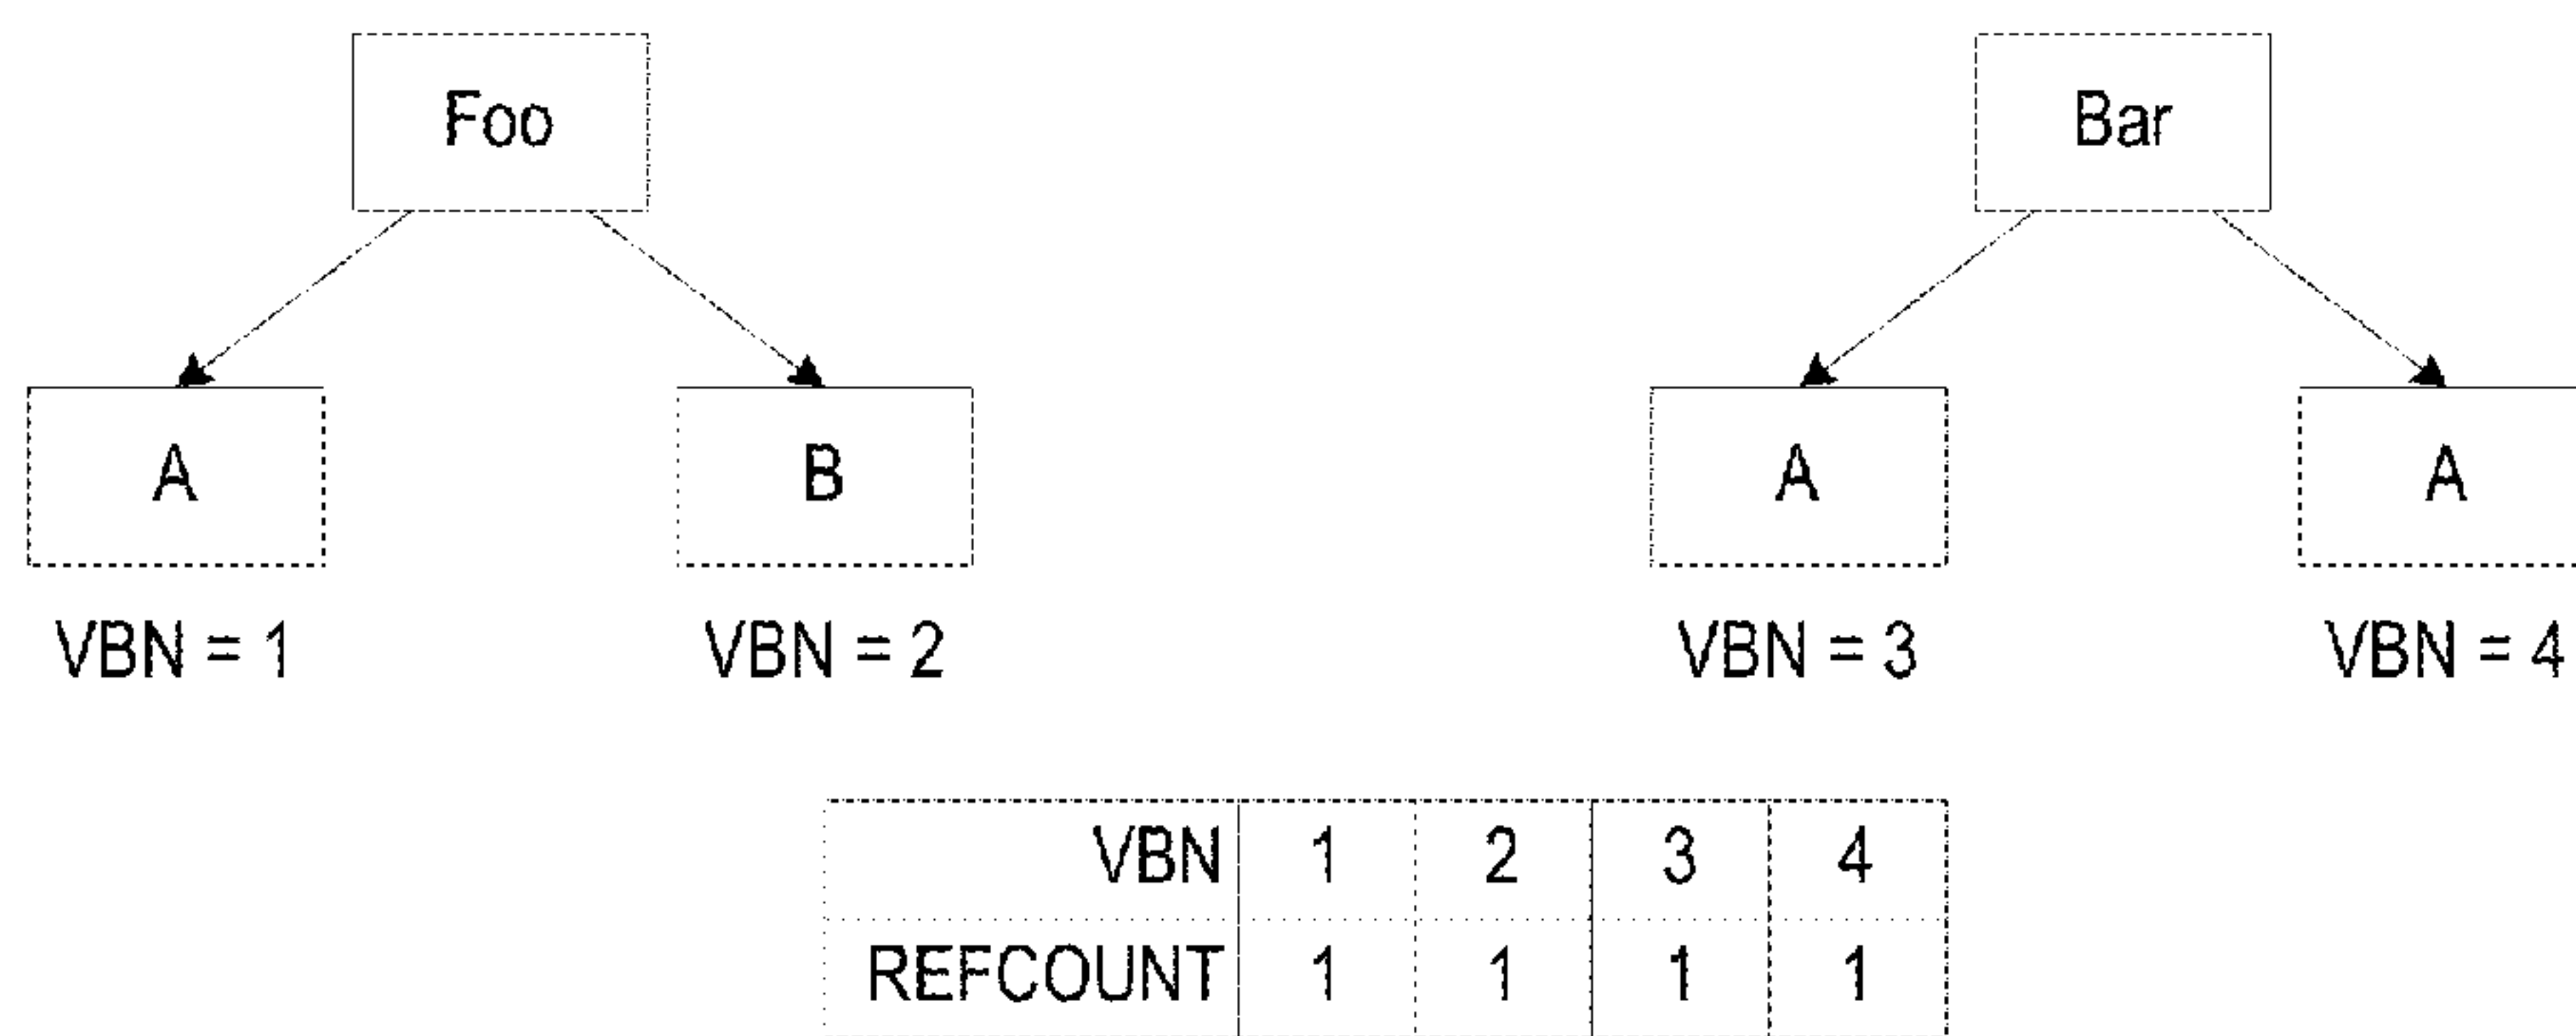 Foo Bar
A B A A
VBN = 1 VBN = 2 VBN = 3 VBN = 4
VBN 1 2 3 4
REFCOUNT 1 1 1 1